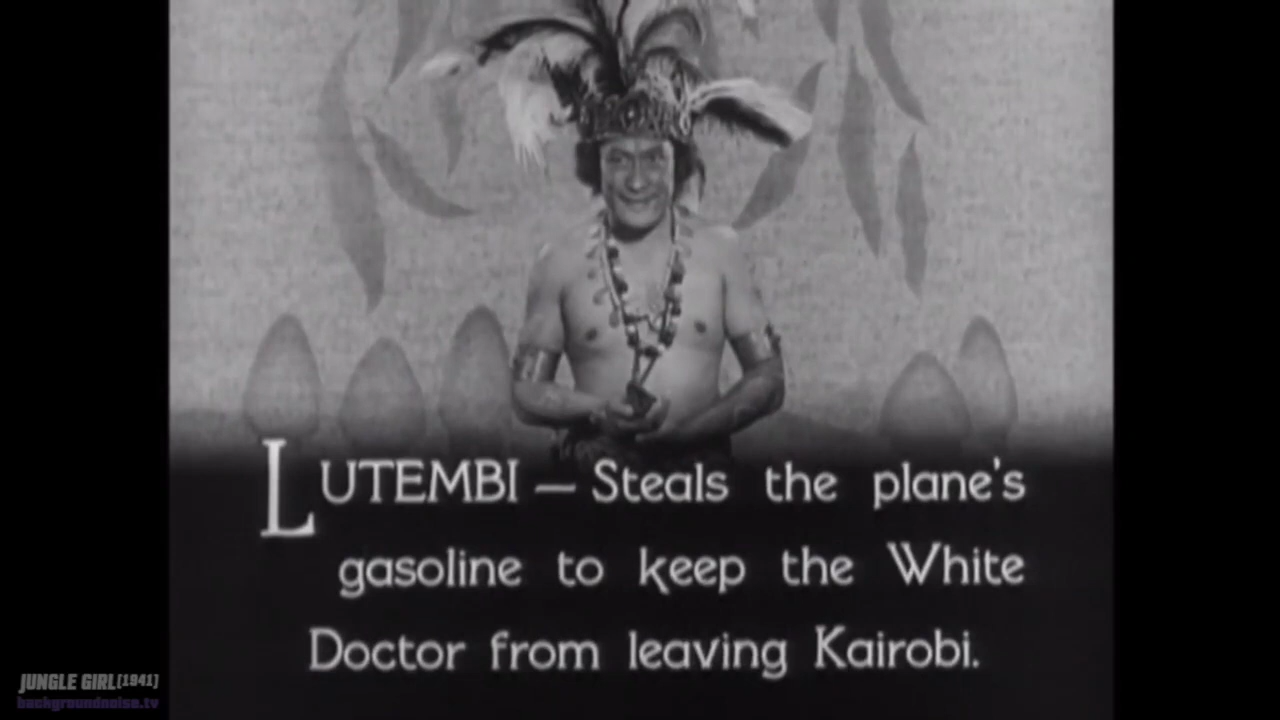 LUTEMBI — Steals the plane's
gasoline to keep the White
Doctor from leaving Kairobi.
JUNGLE GIRL [1941]
backgroundnoise.tv